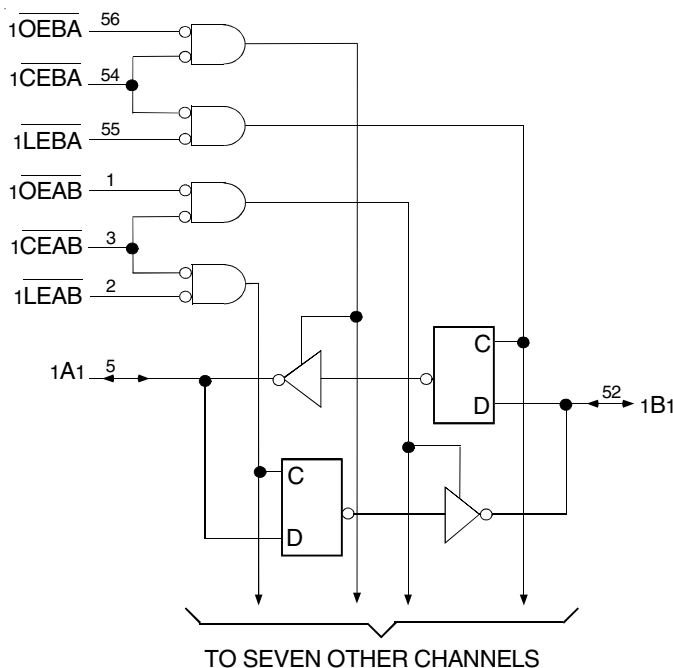 1OEBA 56
1CEBA 54
1LEBA 55
1OEAB 1
1CEAB 3
1LEAB 2
1A1 5
C
D
52 1B1
C
D
TO SEVEN OTHER CHANNELS